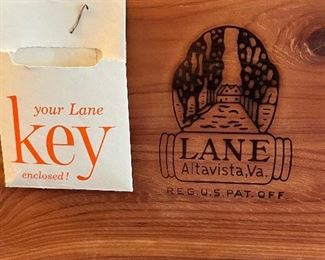 your Lane
key
enclosed!
LANE
Altavista, Va.
REG. U.S. PAT. OFF